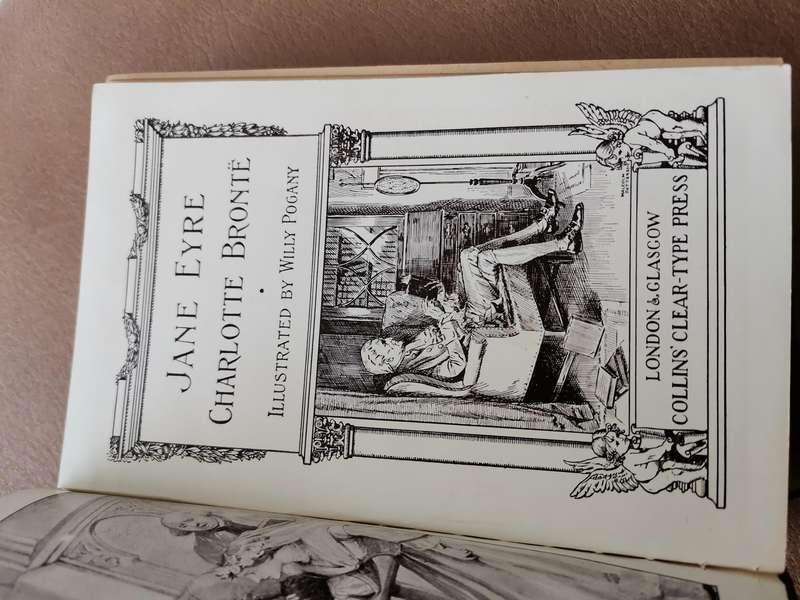 JANE EYRE
CHARLOTTE BRONTË
ILLUSTRATED BY WILLY POGANY
LONDON & GLASGOW
COLLINS' CLEAR-TYPE PRESS